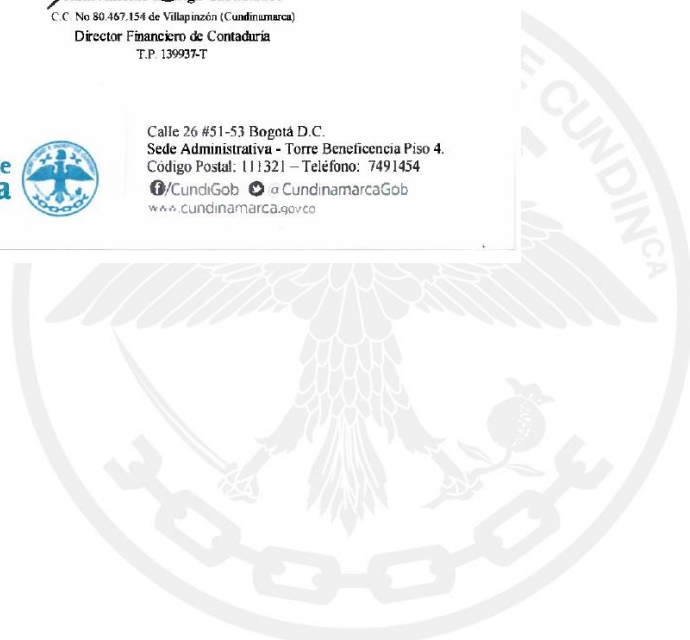 C.C. No 80.467.154 de Villapinzón (Cundinamarca)
Director Financiero de Contaduría
T.P. 139937-T
Calle 26 #51-53 Bogotá D.C.
Sede Administrativa - Torre Beneficencia Piso 4.
Código Postal: 111321 – Teléfono: 7491454
/CundiGob @CundinamarcaGob
www.cundinamarca.gov.co
e
a
E CUNDINCA